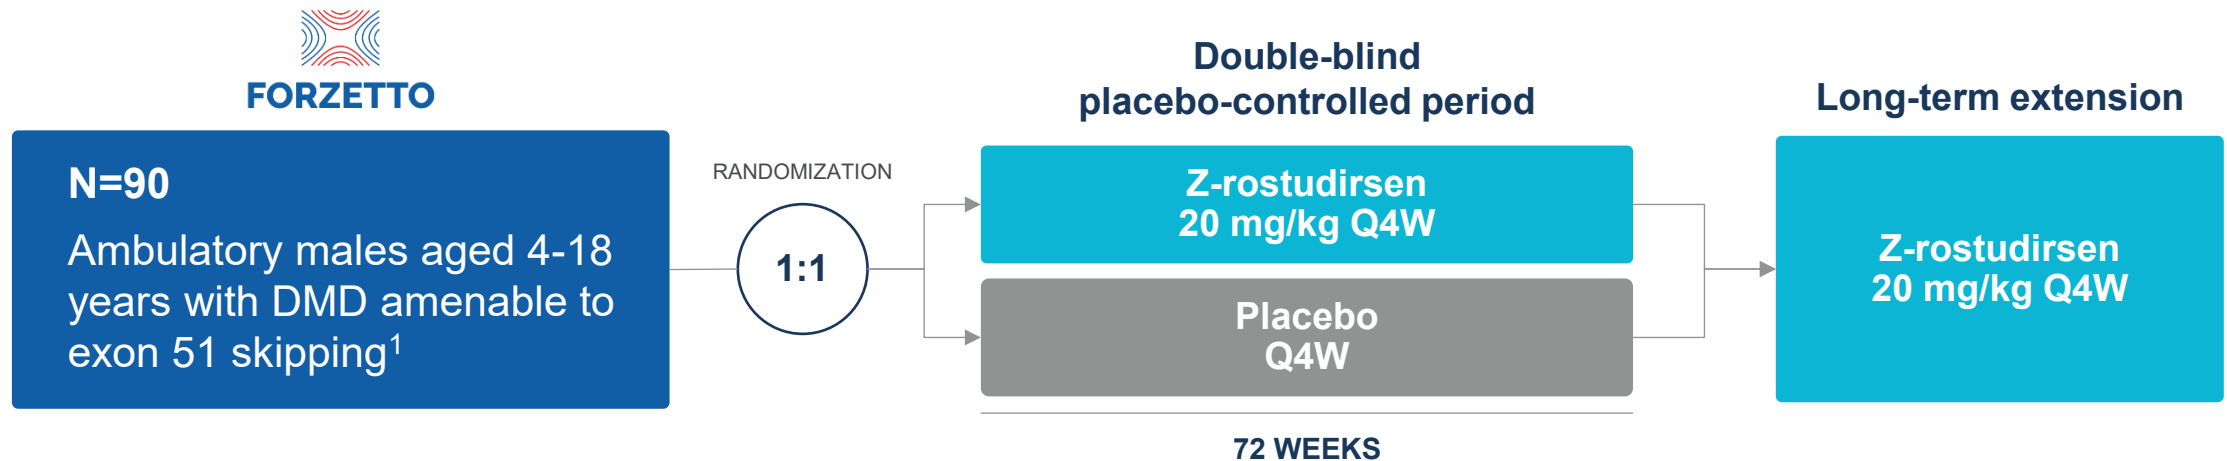 FORZETTO
N=90
Ambulatory males aged 4-18
years with DMD amenable to
exon 51 skipping¹
RANDOMIZATION
1:1
Double-blind
placebo-controlled period
Z-rostudirsen
20 mg/kg Q4W
Placebo
Q4W
72 WEEKS
Long-term extension
Z-rostudirsen
20 mg/kg Q4W